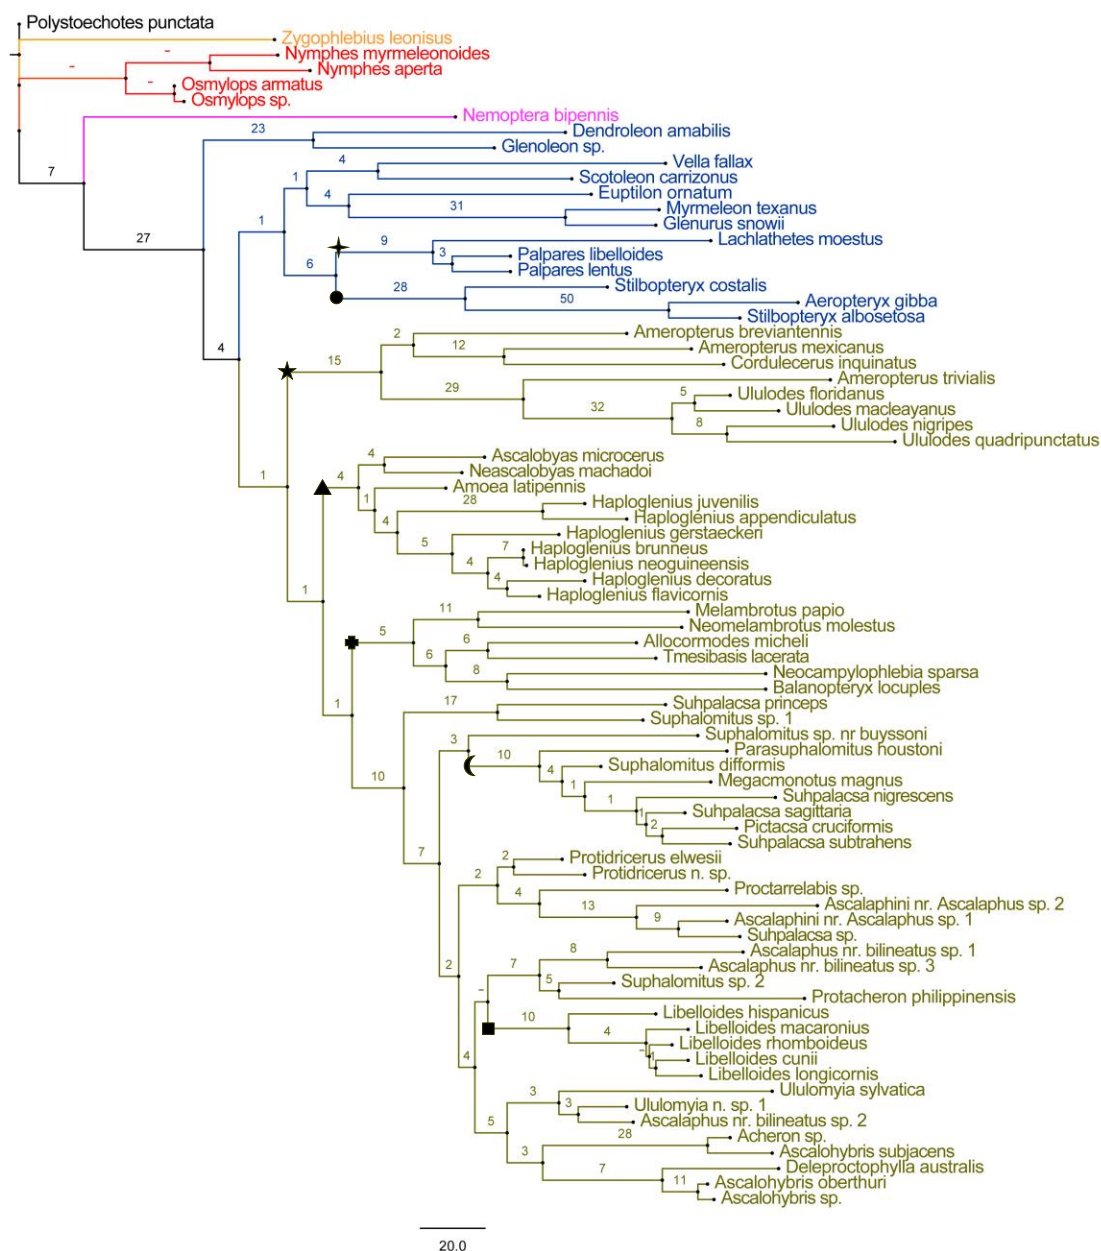 Polystoechotes punctata
Zygophlebius leonisus
–
Nymphes myrmeleonoides
–
Nymphes aperta
–
Osmylops armatus
Osmylops sp.
Nemoptera bipennis
23
Dendroleon amabilis
Glenoleon sp.
4
Vella fallax
7
1
Scotoleon carrizonus
4
Euptilon ornatum
31
Myrmeleon texanus
1
Glenurus snowii
27
9
Lachlathetes moestus
3
Palpares libelloides
6
Palpares lentus
28
Stilbopteryx costalis
50
Aeropteryx gibba
Stilbopteryx albosetosa
2
Ameropterus breviantennis
4
12
Ameropterus mexicanus
15
Cordulecerus inquinatus
29
Ameropterus trivialis
5
Ululodes floridanus
32
Ululodes macleayanus
8
Ululodes nigripes
Ululodes quadripunctatus
4
Ascalobyas microcerus
1
4
Neascalobyas machadoi
1
Amoea latipennis
28
Haploglenius juvenilis
4
Haploglenius appendiculatus
5
Haploglenius gerstaeckeri
7
Haploglenius brunneus
4
Haploglenius neoguineensis
4
Haploglenius decoratus
1
Haploglenius flavicornis
11
Melambrotus papio
5
Neomelambrotus molestus
6
Allocormodes micheli
6
Tmesibasis lacerata
8
Neocampylophlebia sparsa
Balanopteryx locuples
1
17
Suhpalacsa princeps
Suphalomitus sp. 1
3
Suphalomitus sp. nr buyssoni
10
Parasuphalomitus houstoni
10
4
Suphalomitus difformis
1
Megacmonotus magnus
1
Suhpalacsa nigrescens
1
Suhpalacsa sagittaria
2
Pictacsa cruciformis
7
Suhpalacsa subtrahens
2
Protidricerus elwesii
2
Protidricerus n. sp.
4
Proctarrelabis sp.
13
Ascalaphini nr. Ascalaphus sp. 2
9
Ascalaphini nr. Ascalaphus sp. 1
Suhpalacsa sp.
8
Ascalaphus nr. bilineatus sp. 1
2
7
Ascalaphus nr. bilineatus sp. 3
5
Suphalomitus sp. 2
–
Protacheron philippinensis
10
Libelloides hispanicus
4
Libelloides macaronius
–
Libelloides rhomboideus
4
1
Libelloides cunii
Libelloides longicornis
3
Ululomyia sylvatica
3
Ululomyia n. sp. 1
5
Ascalaphus nr. bilineatus sp. 2
28
Acheron sp.
3
Ascalohybris subjacens
7
Deleproctophylla australis
11
Ascalohybris oberthuri
Ascalohybris sp.
20.0